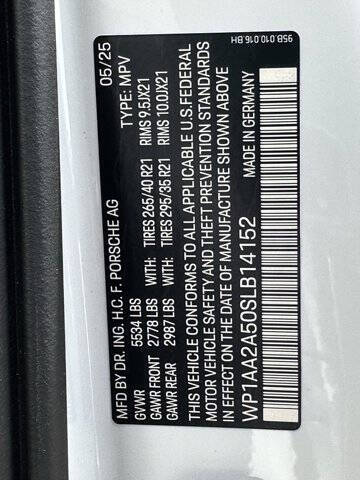 MFD BY DR. ING. H.C. F. PORSCHE AG 05/25
GVWR 5534 LBS TYPE: MPV
GAWR FRONT 2778 LBS WITH: TIRES 265/40 R21 RIMS 9.5JX21
GAWR REAR 2987 LBS WITH: TIRES 295/35 R21 RIMS 10.0JX21
THIS VEHICLE CONFORMS TO ALL APPLICABLE U.S.FEDERAL
MOTOR VEHICLE SAFETY AND THEFT PREVENTION STANDARDS
IN EFFECT ON THE DATE OF MANUFACTURE SHOWN ABOVE
WP1AA2A50SLB14152 MADE IN GERMANY
95B.010.016.BH